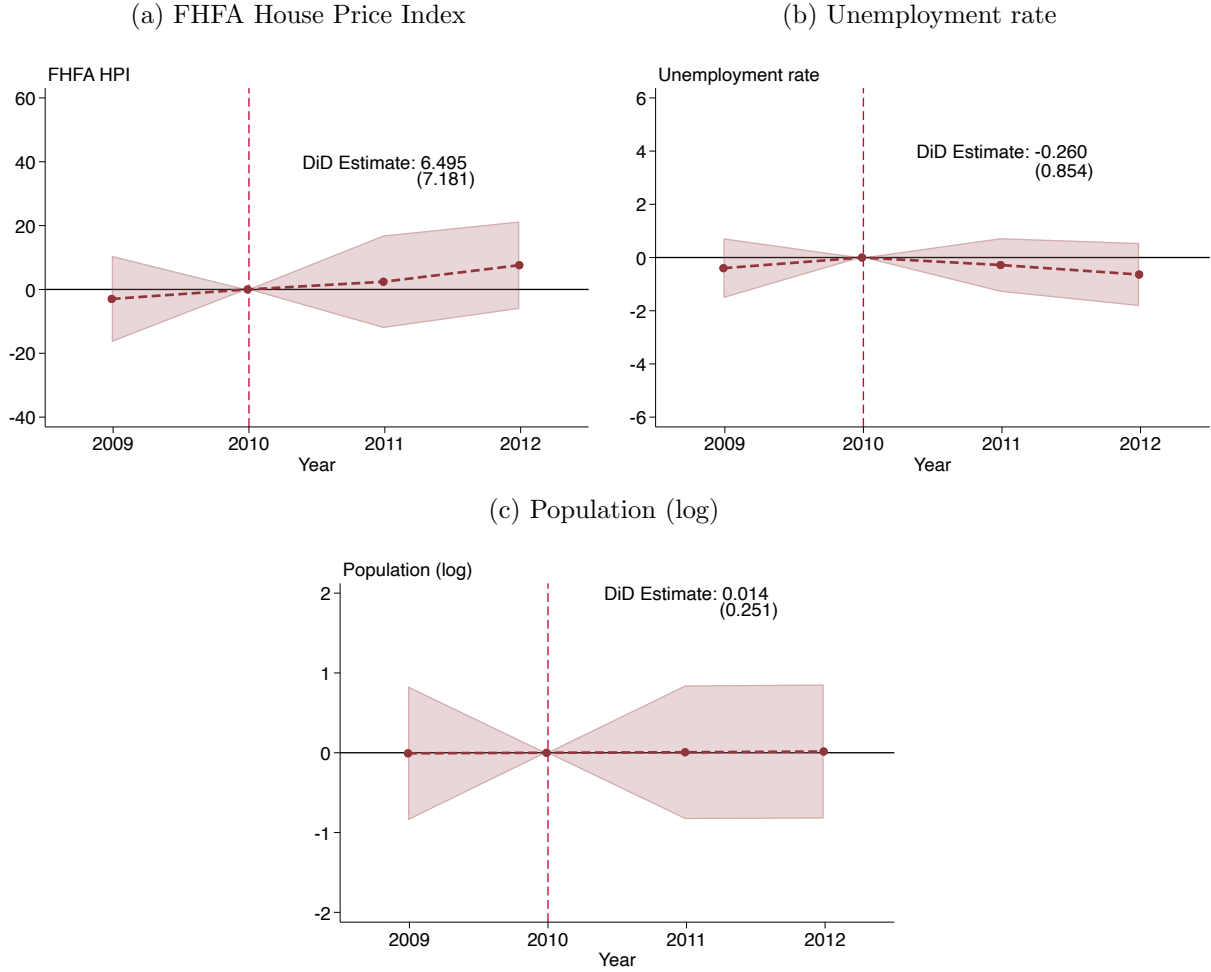 (a) FHFA House Price Index
FHFA HPI
60
40
20
0
-20
-40
DiD Estimate: 6.495
(7.181)
2009 2010 2011 2012
Year
(b) Unemployment rate
Unemployment rate
6
4
2
0
-2
-4
-6
DiD Estimate: -0.260
(0.854)
2009 2010 2011 2012
Year
(c) Population (log)
Population (log)
2
1
0
-1
-2
DiD Estimate: 0.014
(0.251)
2009 2010 2011 2012
Year